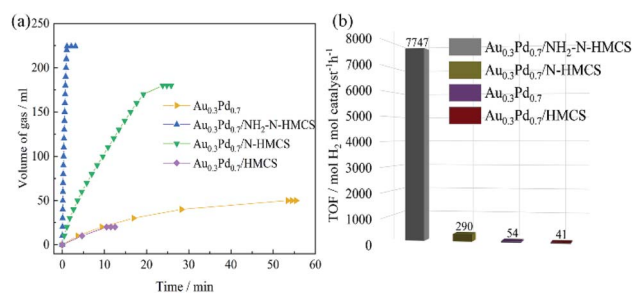 (a)
250
200
150
100
50
0
Volume of gas / ml
Au0.3Pd0.7
Au0.3Pd0.7/NH2-N-HMCS
Au0.3Pd0.7/N-HMCS
Au0.3Pd0.7/HMCS
0 10 20 30 40 50 60
Time / min
(b)
8000
7000
6000
5000
4000
3000
2000
1000
0
TOF / mol H2 mol catalyst-1h-1
7747
290
54
41
Au0.3Pd0.7/NH2-N-HMCS
Au0.3Pd0.7/N-HMCS
Au0.3Pd0.7
Au0.3Pd0.7/HMCS